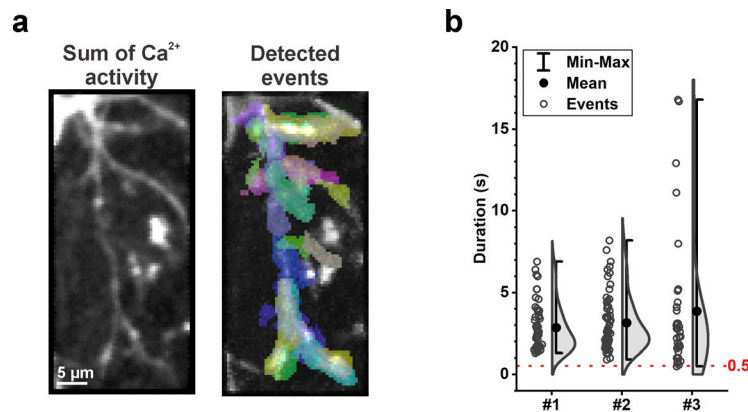 a
Sum of Ca²⁺
activity
Detected
events
5 µm
b
Duration (s)
20
15
10
5
0
Min-Max
Mean
Events
0.5
#1
#2
#3